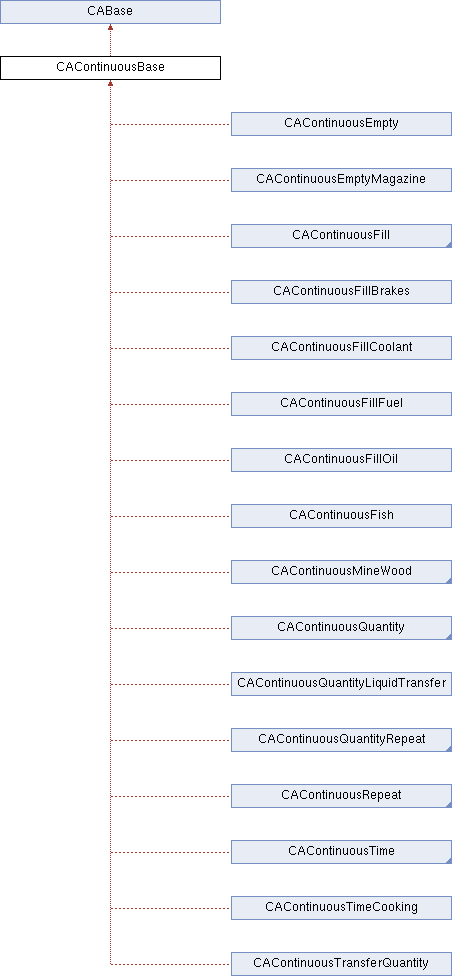 CABase
CAContinuousBase
CAContinuousEmpty
CAContinuousEmptyMagazine
CAContinuousFill
CAContinuousFillBrakes
CAContinuousFillCoolant
CAContinuousFillFuel
CAContinuousFillOil
CAContinuousFish
CAContinuousMineWood
CAContinuousQuantity
CAContinuousQuantityLiquidTransfer
CAContinuousQuantityRepeat
CAContinuousRepeat
CAContinuousTime
CAContinuousTimeCooking
CAContinuousTransferQuantity